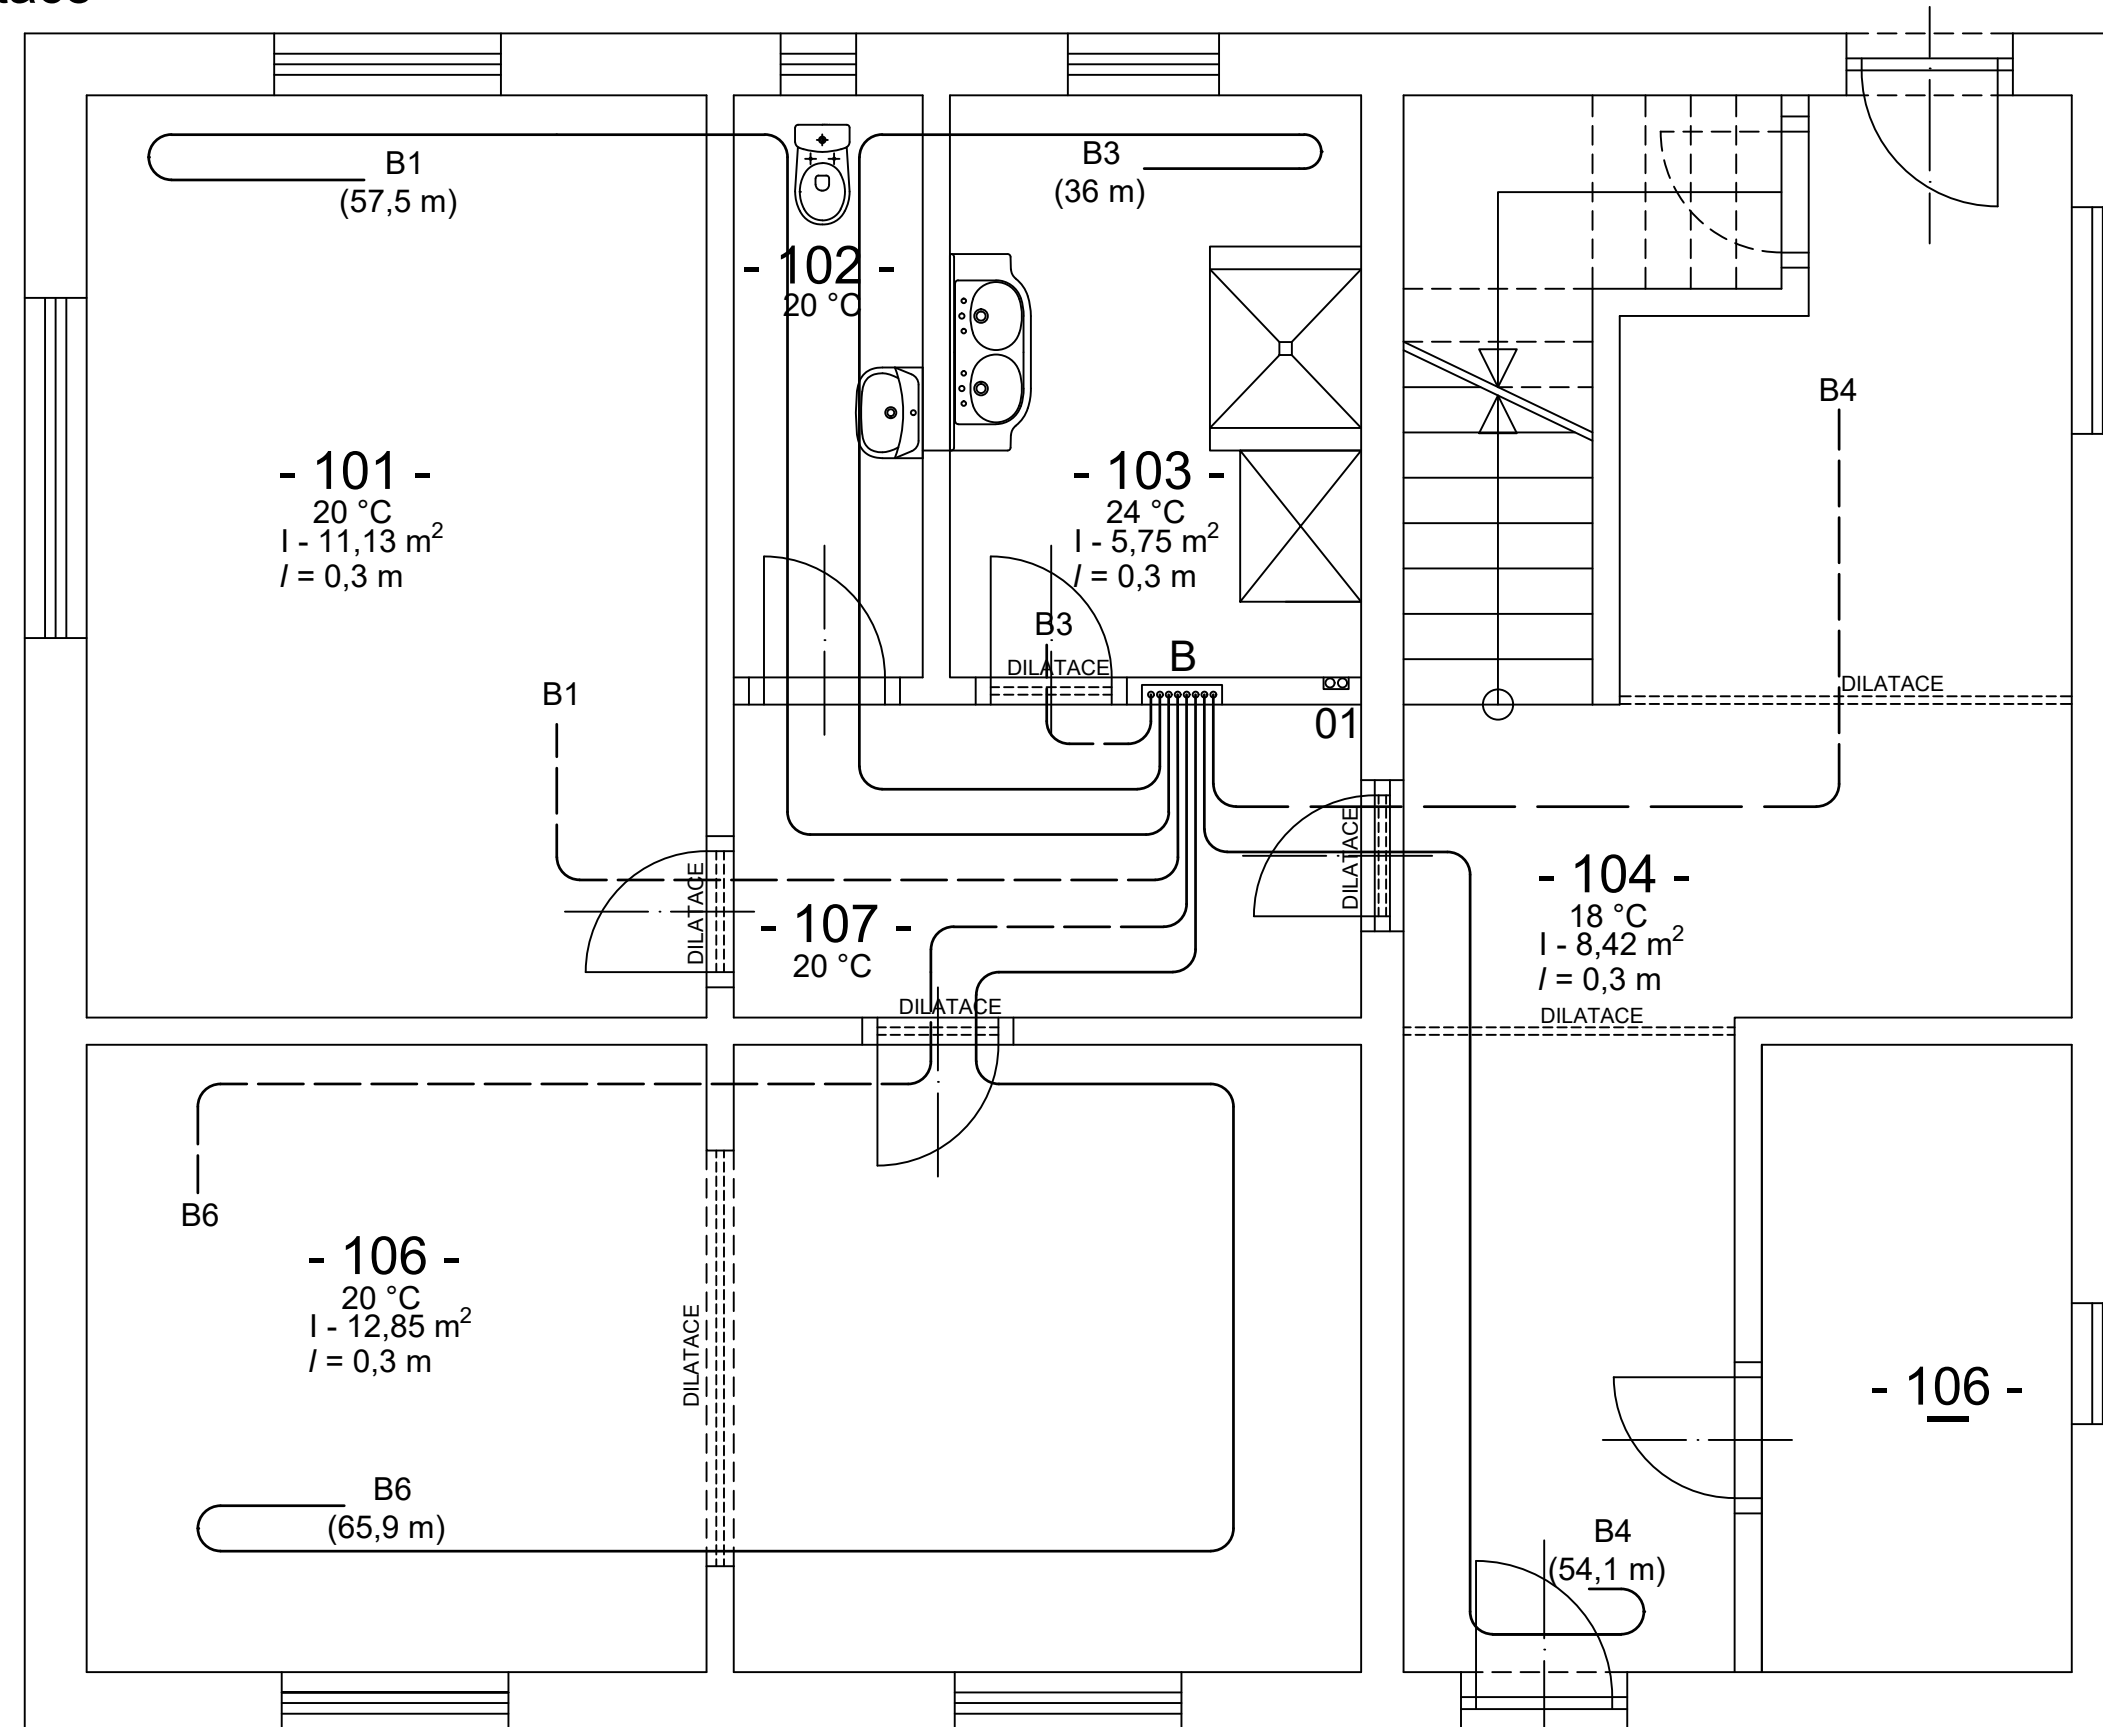 B1
(57,5 m)
B3
(36 m)
- 102 -
20 °C
B4
- 101 -
20 °C
I - 11,13 m²
l = 0,3 m
- 103 -
24 °C
I - 5,75 m²
l = 0,3 m
B3
DILATACE
B
01
B1
DILATACE
DILATACE
DILATACE
- 107 -
20 °C
- 104 -
18 °C
I - 8,42 m²
l = 0,3 m
DILATACE
DILATACE
B6
- 106 -
20 °C
I - 12,85 m²
l = 0,3 m
DILATACE
- 106 -
B6
(65,9 m)
B4
(54,1 m)